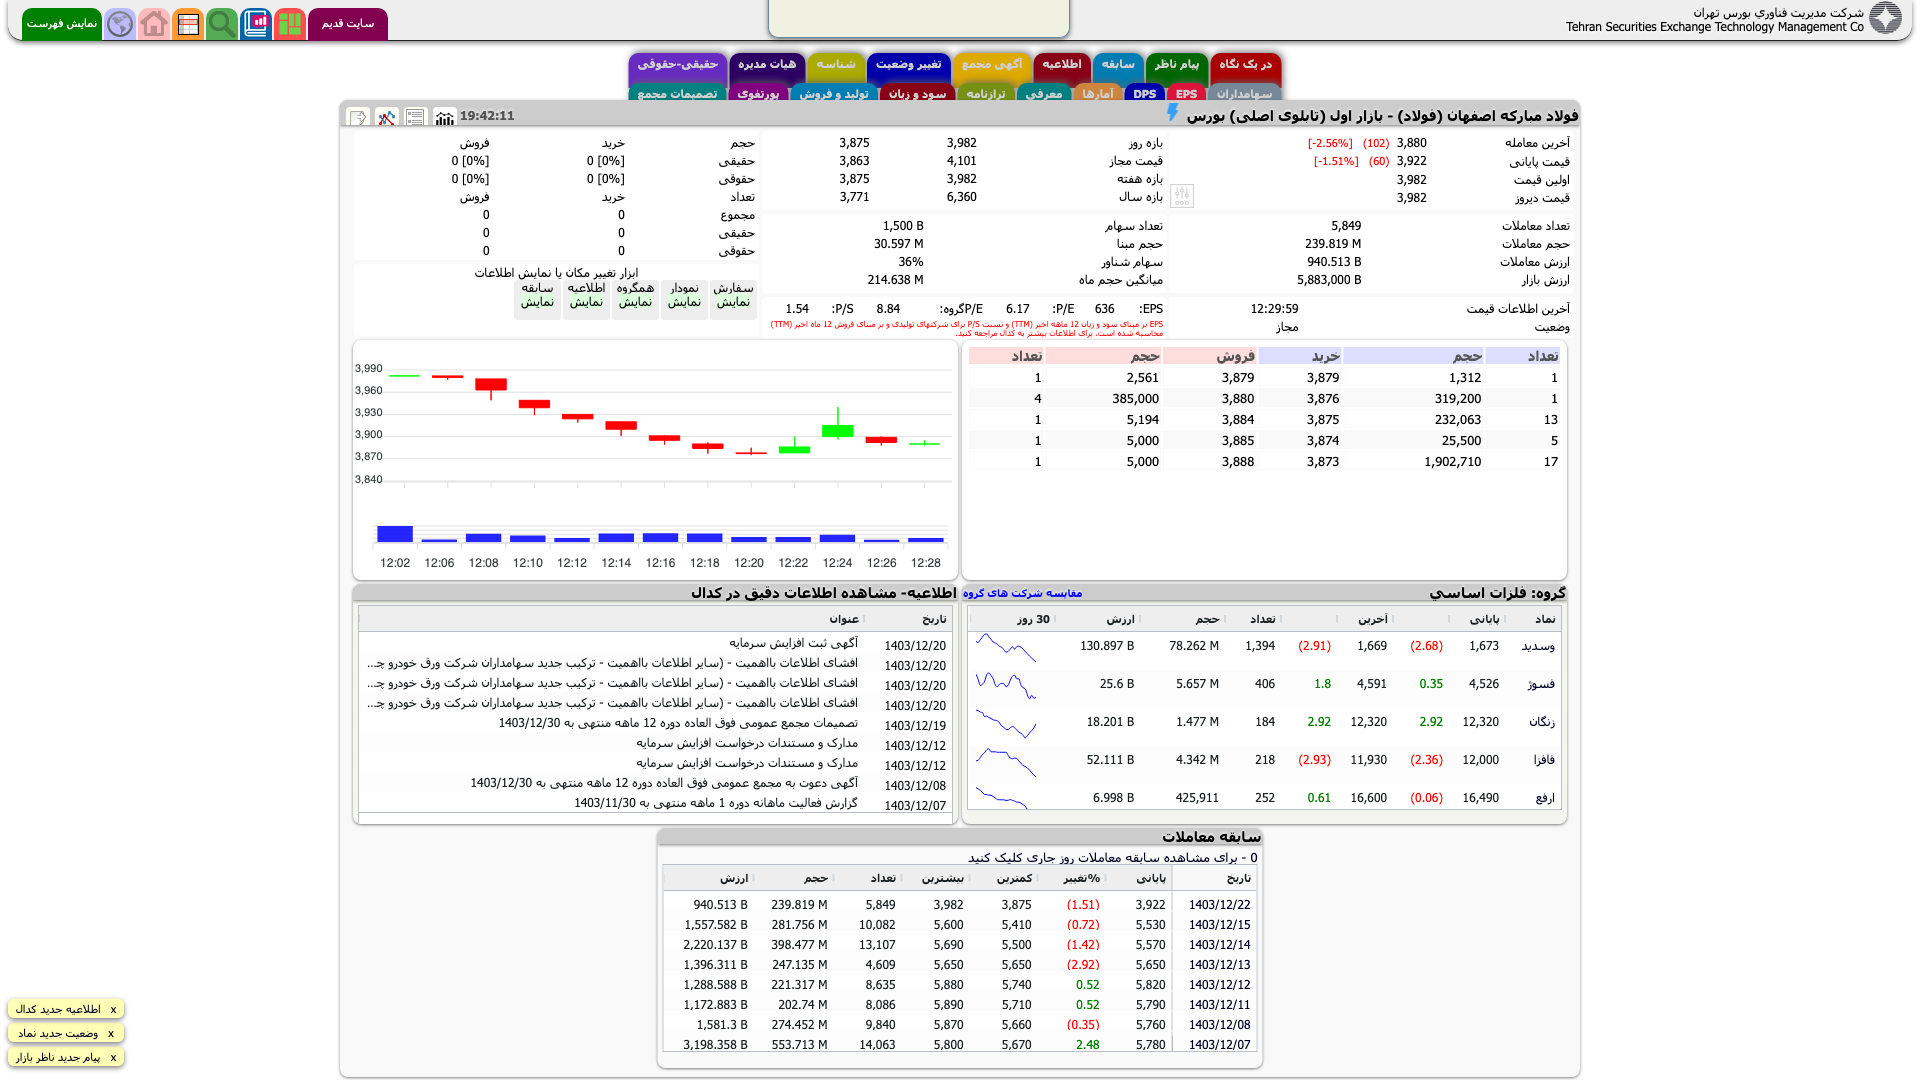 شرکت مدیریت فناوري بورس تهران
Tehran Securities Exchange Technology Management Co
سایت قدیم
نمایش فهرست
در یک نگاه پیام ناظر سابقه اطلاعیه آگهی مجمع تغییر وضعیت شناسه هیات مدیره حقیقی-حقوقی
سهامداران EPS DPS آمارها معرفی ترازنامه سود و زیان تولید و فروش پورتفوی تصمیمات مجمع
فولاد مبارکه اصفهان (فولاد) - بازار اول (تابلوی اصلی) بورس
19:42:11
آخرین معامله 3,880 (102) [-2.56%]
قیمت پایانی 3,922 (60) [-1.51%]
اولین قیمت 3,982
قیمت دیروز 3,982
تعداد معاملات 5,849
حجم معاملات 239.819 M
ارزش معاملات 940.513 B
ارزش بازار 5,883,000 B
آخرین اطلاعات قیمت 12:29:59
وضعیت مجاز
بازه روز 3,982 3,875
قیمت مجاز 4,101 3,863
بازه هفته 3,982 3,875
بازه سال 6,360 3,771
تعداد سهام 1,500 B
حجم مبنا 30.597 M
سهام شناور 36%
میانگین حجم ماه 214.638 M
EPS: 636 P/E: 6.17 P/Eگروه: 8.84 P/S: 1.54
EPS بر مبنای سود و زیان 12 ماهه اخیر (TTM) و نسبت P/S برای شرکتهای تولیدی و بر مبنای فروش 12 ماه اخیر (TTM)
محاسبه شده است. برای اطلاعات بیشتر به کدال مراجعه کنید.
حجم خرید فروش
حقیقی 0 [0%] 0 [0%]
حقوقی 0 [0%] 0 [0%]
تعداد خرید فروش
مجموع 0 0
حقیقی 0 0
حقوقی 0 0
ابزار تغییر مکان یا نمایش اطلاعات
سفارش نمودار همگروه اطلاعیه سابقه
نمایش نمایش نمایش نمایش نمایش
تعداد حجم خرید فروش حجم تعداد
1 1,312 3,879 3,879 2,561 1
1 319,200 3,876 3,880 385,000 4
13 232,063 3,875 3,884 5,194 1
5 25,500 3,874 3,885 5,000 1
17 1,902,710 3,873 3,888 5,000 1
3,990
3,960
3,930
3,900
3,870
3,840
12:02 12:06 12:08 12:10 12:12 12:14 12:16 12:18 12:20 12:22 12:24 12:26 12:28
گروه: فلزات اساسي
مقایسه شرکت های گروه
نماد پایانی آخرین تعداد حجم ارزش 30 روز
وسدید 1,673 (2.68) 1,669 (2.91) 1,394 78.262 M 130.897 B
فسوژ 4,526 0.35 4,591 1.8 406 5.657 M 25.6 B
زنگان 12,320 2.92 12,320 2.92 184 1.477 M 18.201 B
فافزا 12,000 (2.36) 11,930 (2.93) 218 4.342 M 52.111 B
ارفع 16,490 (0.06) 16,600 0.61 252 425,911 6.998 B
اطلاعیه- مشاهده اطلاعات دقیق در کدال
تاریخ عنوان
1403/12/20 آگهی ثبت افزایش سرمایه
1403/12/20 افشای اطلاعات بااهمیت - (سایر اطلاعات بااهمیت - ترکیب جدید سهامداران شرکت ورق خودرو چـ...
1403/12/20 افشای اطلاعات بااهمیت - (سایر اطلاعات بااهمیت - ترکیب جدید سهامداران شرکت ورق خودرو چـ...
1403/12/20 افشای اطلاعات بااهمیت - (سایر اطلاعات بااهمیت - ترکیب جدید سهامداران شرکت ورق خودرو چـ...
1403/12/19 تصمیمات مجمع عمومی فوق العاده دوره 12 ماهه منتهی به 1403/12/30
1403/12/12 مدارک و مستندات درخواست افزایش سرمایه
1403/12/12 مدارک و مستندات درخواست افزایش سرمایه
1403/12/08 آگهی دعوت به مجمع عمومی فوق العاده دوره 12 ماهه منتهی به 1403/12/30
1403/12/07 گزارش فعالیت ماهانه دوره 1 ماهه منتهی به 1403/11/30
سابقه معاملات
0 - برای مشاهده سابقه معاملات روز جاری کلیک کنید
تاریخ پایانی %تغییر کمترین بیشترین تعداد حجم ارزش
1403/12/22 3,922 (1.51) 3,875 3,982 5,849 239.819 M 940.513 B
1403/12/15 5,530 (0.72) 5,410 5,600 10,082 281.756 M 1,557.582 B
1403/12/14 5,570 (1.42) 5,500 5,690 13,107 398.477 M 2,220.137 B
1403/12/13 5,650 (2.92) 5,650 5,650 4,609 247.135 M 1,396.311 B
1403/12/12 5,820 0.52 5,740 5,880 8,635 221.317 M 1,288.588 B
1403/12/11 5,790 0.52 5,710 5,890 8,086 202.74 M 1,172.883 B
1403/12/08 5,760 (0.35) 5,660 5,870 9,840 274.452 M 1,581.3 B
1403/12/07 5,780 2.48 5,670 5,800 14,063 553.713 M 3,198.358 B
x اطلاعیه جدید کدال
x وضعیت جدید نماد
x پیام جدید ناظر بازار